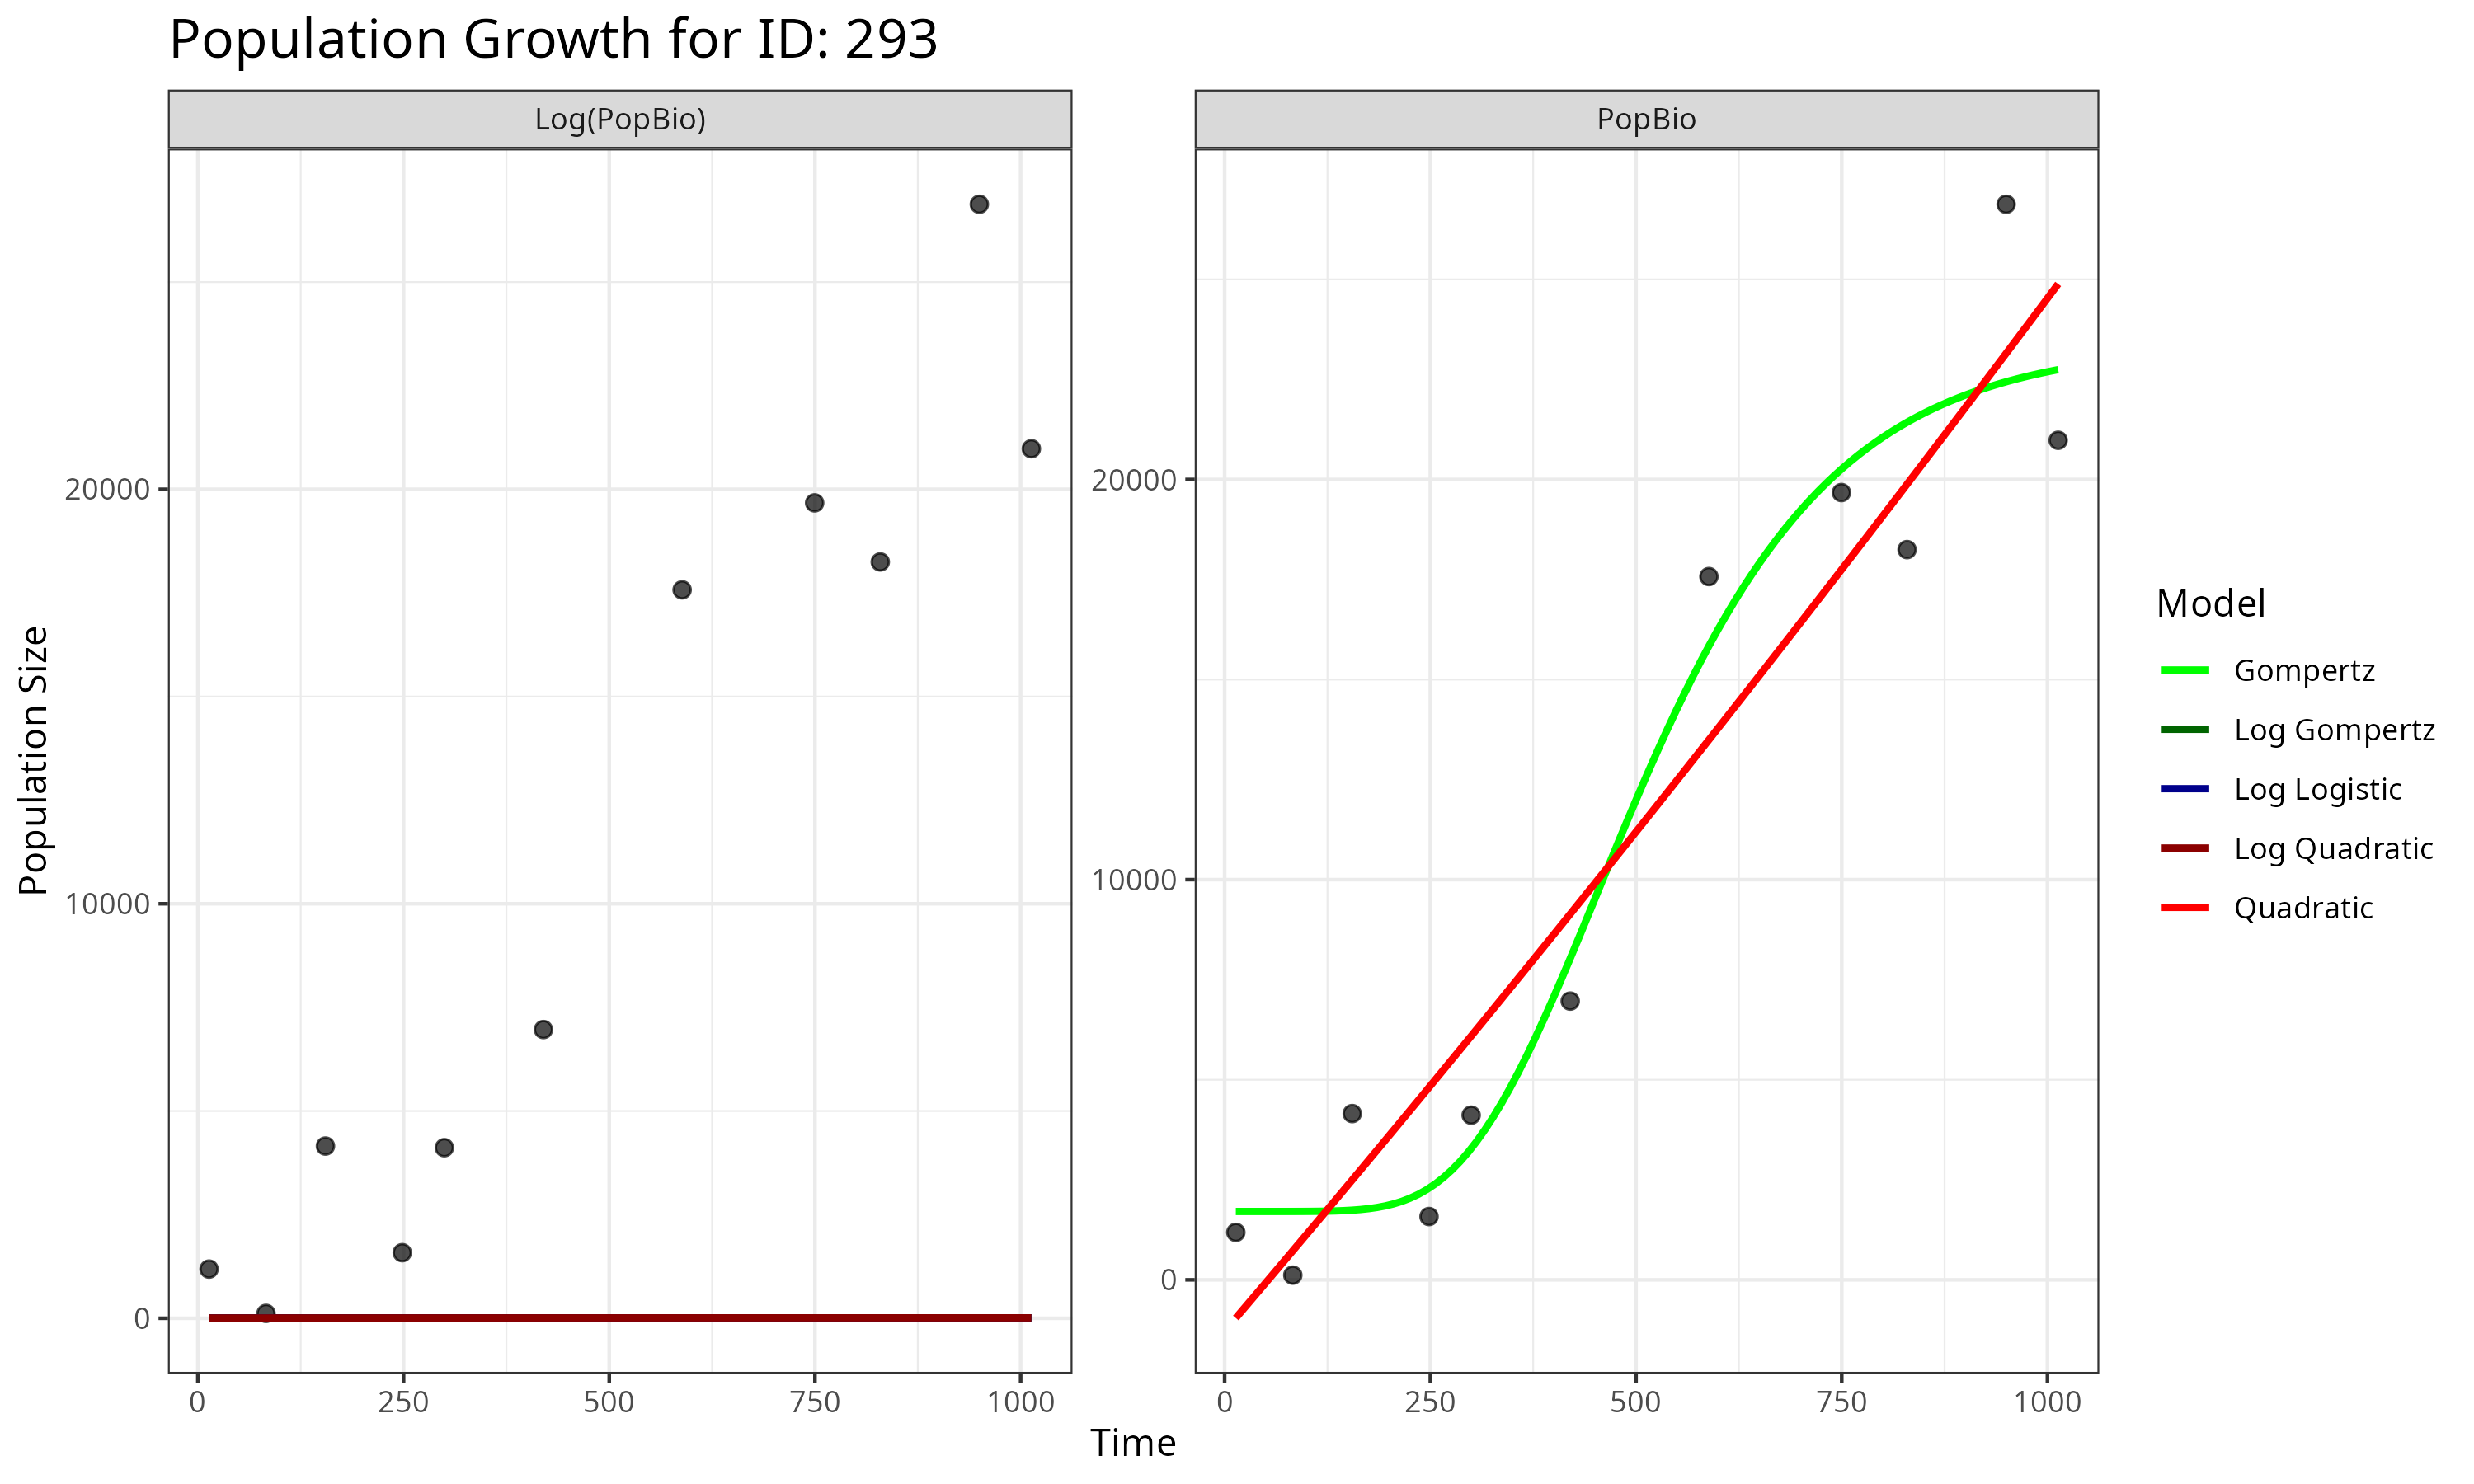 Population Growth for ID: 293
Log(PopBio)
PopBio
Population Size
20000
10000
0
20000
10000
0
0 250 500 750 1000
0 250 500 750 1000
Time
Model
Gompertz
Log Gompertz
Log Logistic
Log Quadratic
Quadratic